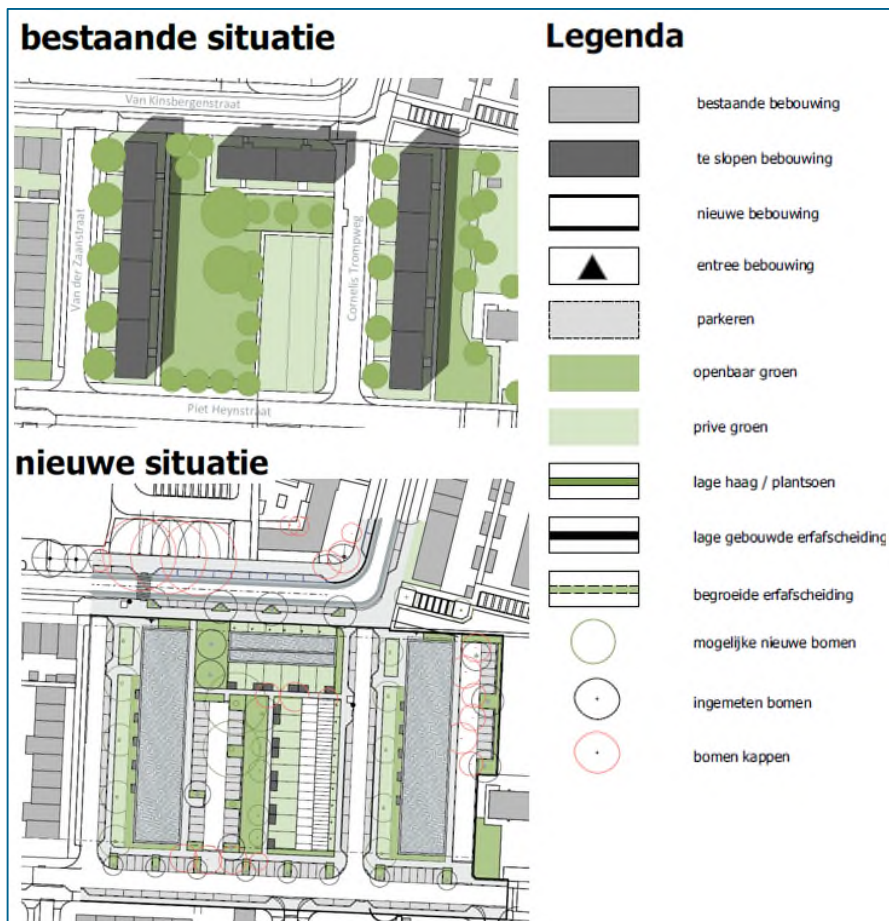 bestaande situatie
Van Kinsbergenstraat
Van der Zaanstraat
Cornelis Trompweg
Piet Heynstraat
nieuwe situatie
Legenda
bestaande bebouwing
te slopen bebouwing
nieuwe bebouwing
entree bebouwing
parkeren
openbaar groen
prive groen
lage haag / plantsoen
lage gebouwde erfafscheiding
begroeide erfafscheiding
mogelijke nieuwe bomen
ingemeten bomen
bomen kappen